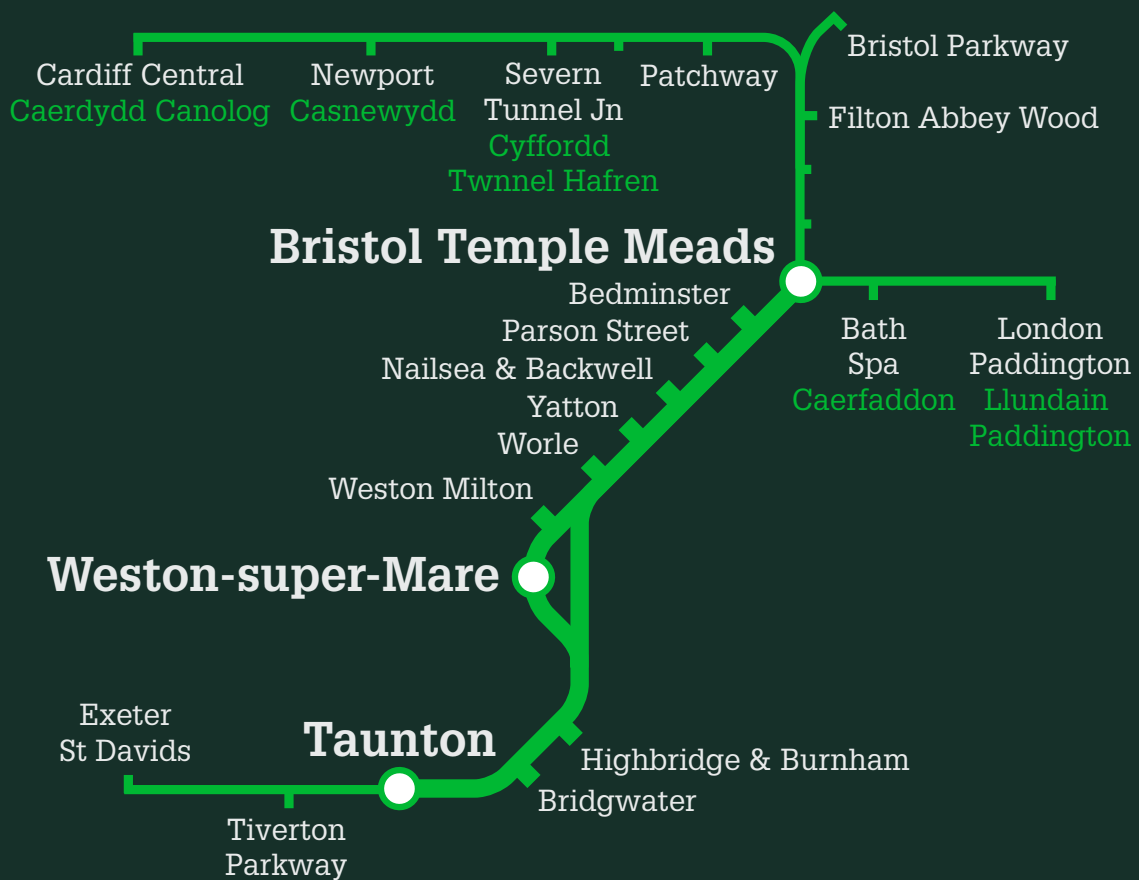 Bristol Parkway
Cardiff Central
Caerdydd Canolog
Newport
Casnewydd
Severn
Tunnel Jn
Cyffordd
Twnnel Hafren
Patchway
Filton Abbey Wood
Bristol Temple Meads
Bedminster
Parson Street
Nailsea & Backwell
Yatton
Worle
Weston Milton
Bath
Spa
Caerfaddon
London
Paddington
Llundain
Paddington
Weston-super-Mare
Exeter
St Davids
Taunton
Highbridge & Burnham
Bridgwater
Tiverton
Parkway